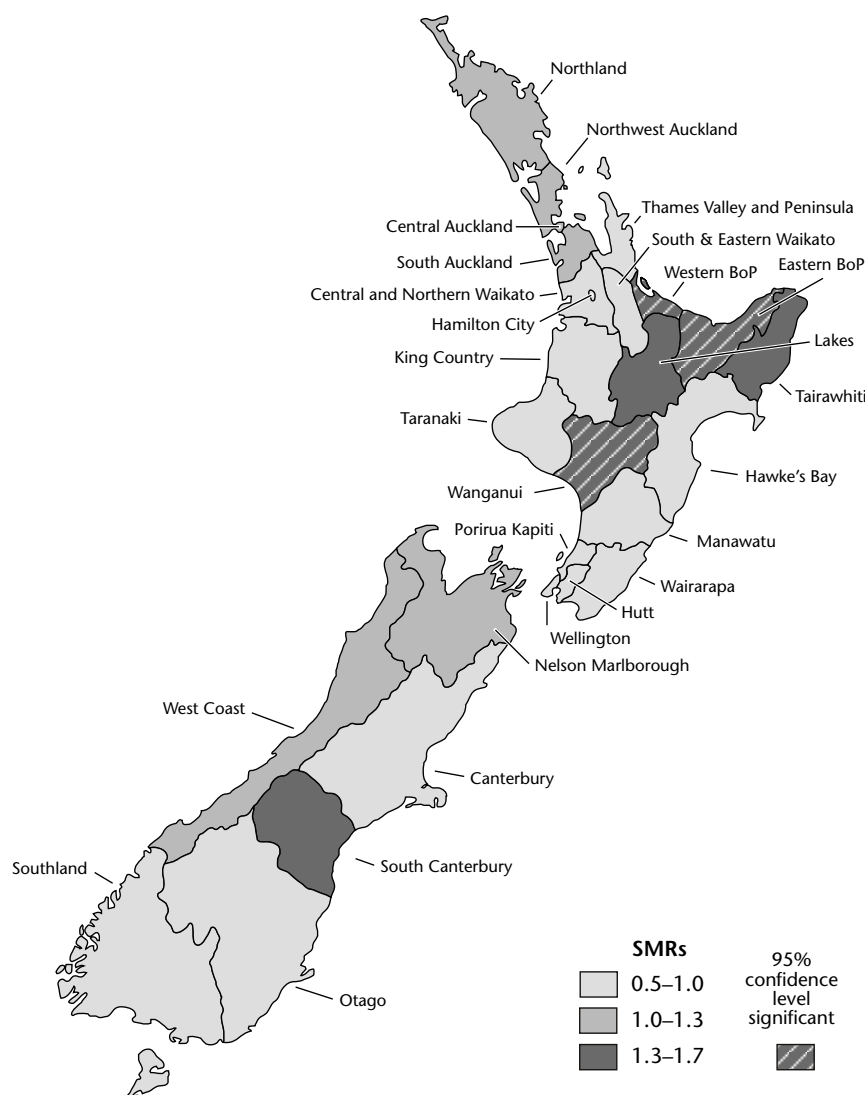 Northland
Northwest Auckland
Thames Valley and Peninsula
Central Auckland
South & Eastern Waikato
South Auckland
Western BoP
Eastern BoP
Central and Northern Waikato
Hamilton City
King Country
Lakes
Tairawhiti
Taranaki
Hawke's Bay
Wanganui
Porirua Kapiti
Manawatu
Wairarapa
Hutt
Wellington
Nelson Marlborough
West Coast
Canterbury
South Canterbury
Southland
Otago
SMRs
0.5–1.0
1.0–1.3
1.3–1.7
95%
confidence
level
significant